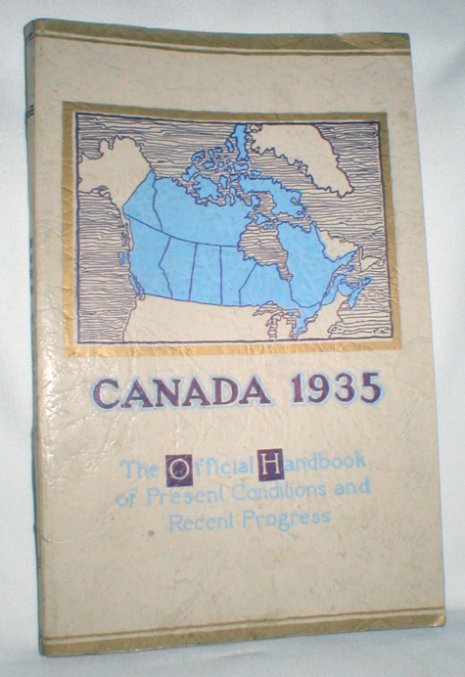 CANADA 1935
The Official Handbook
of Present Conditions and
Recent Progress